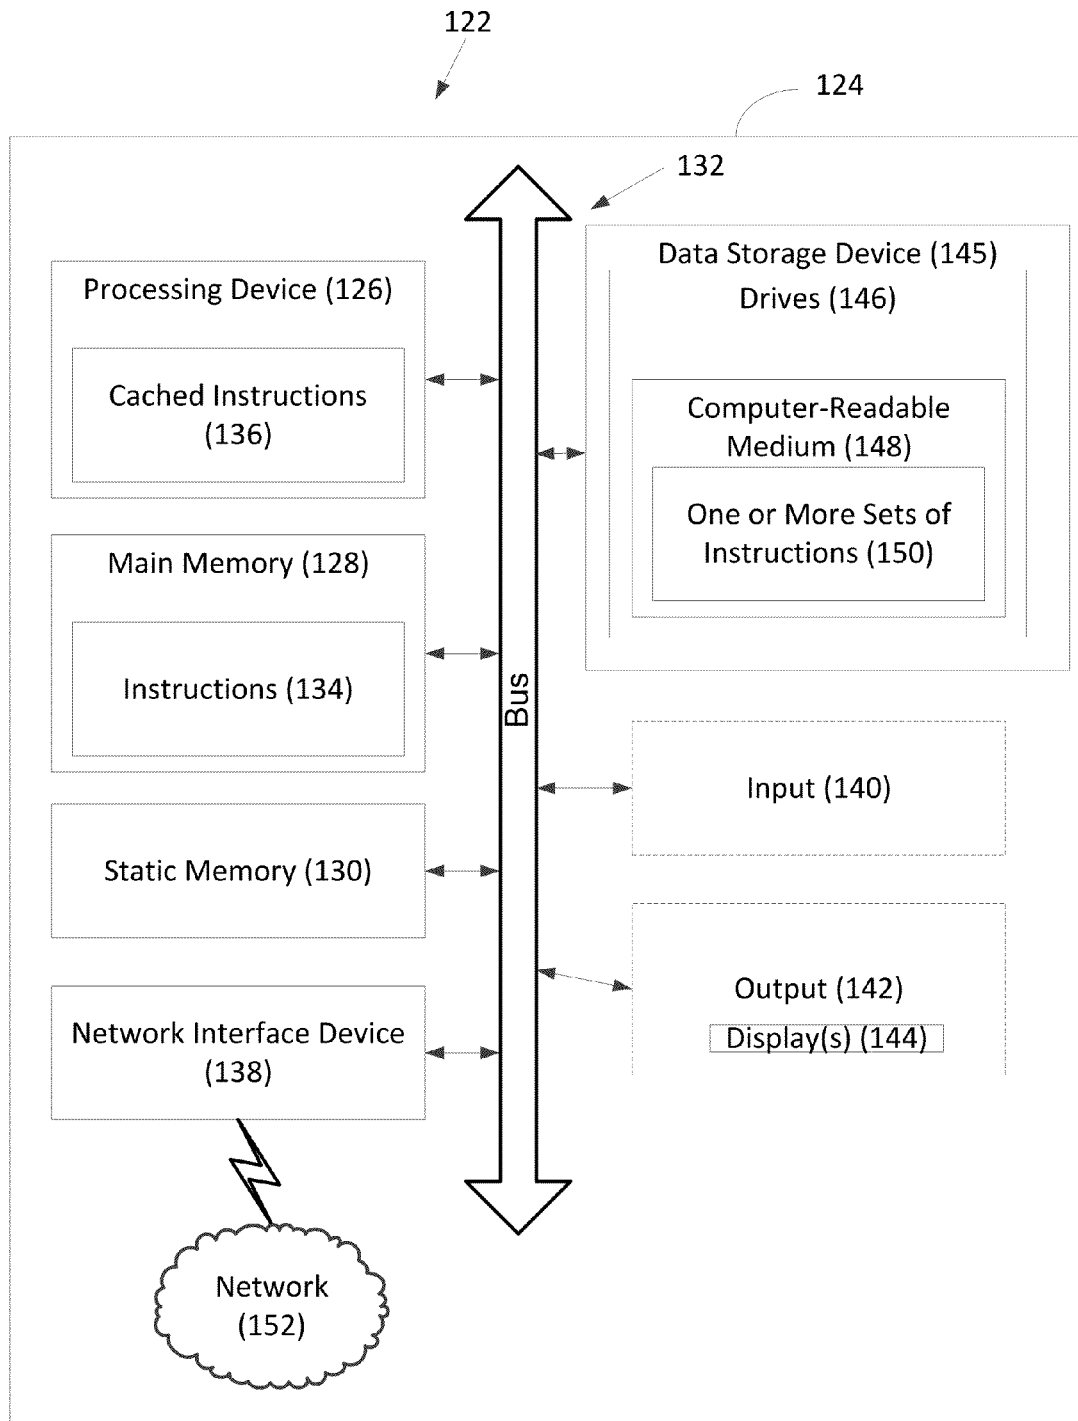 122
124
132
Processing Device (126)
Cached Instructions
(136)
Main Memory (128)
Instructions (134)
Static Memory (130)
Network Interface Device
(138)
Network
(152)
Bus
Data Storage Device (145)
Drives (146)
Computer-Readable
Medium (148)
One or More Sets of
Instructions (150)
Input (140)
Output (142)
Display(s) (144)